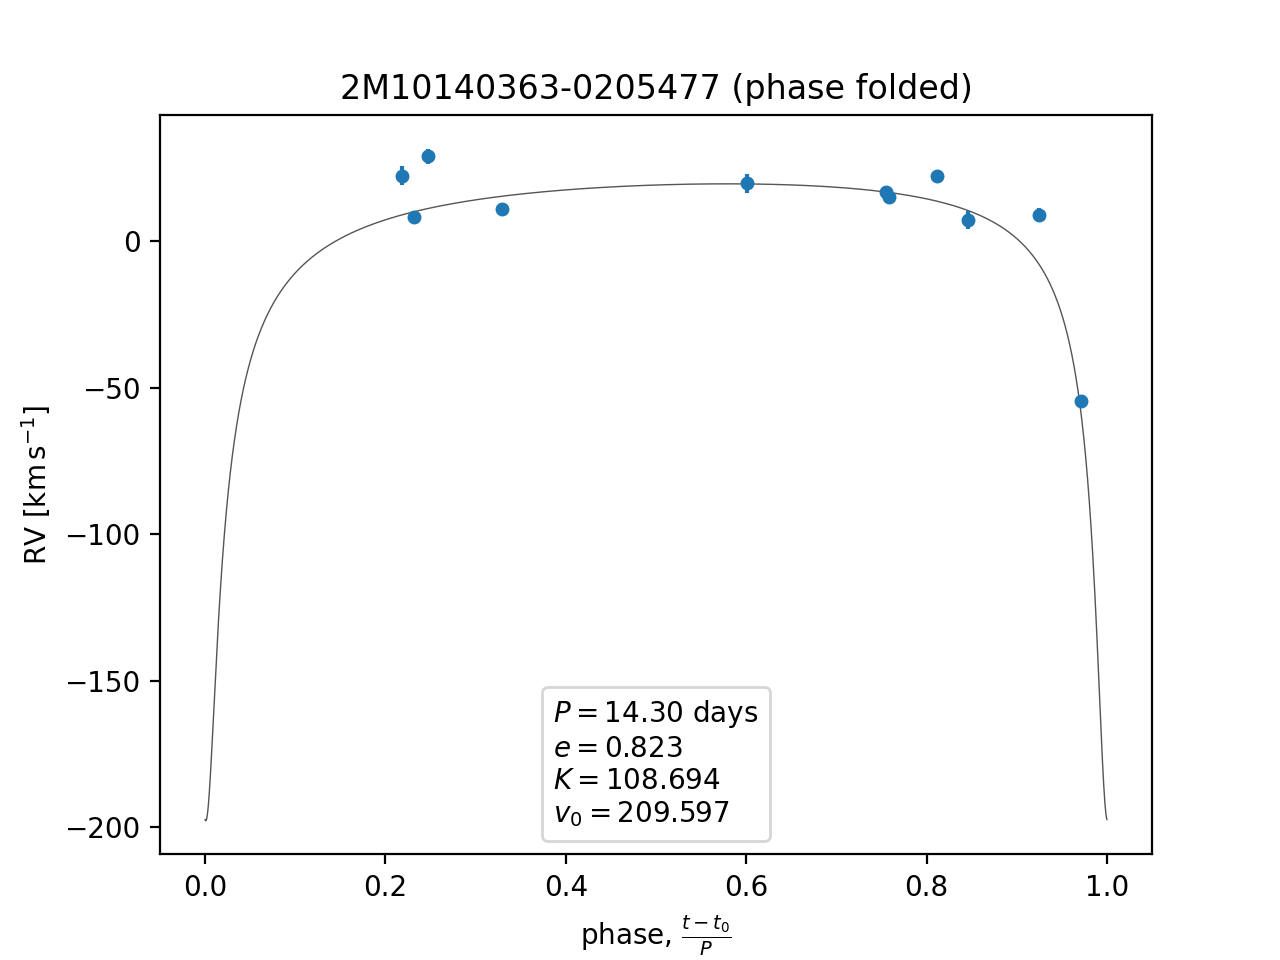 2M10140363-0205477 (phase folded)
RV [km s⁻¹]
0
−50
−100
−150
−200
P = 14.30 days
e = 0.823
K = 108.694
v₀ = 209.597
0.0 0.2 0.4 0.6 0.8 1.0
phase, (t − t₀)/P